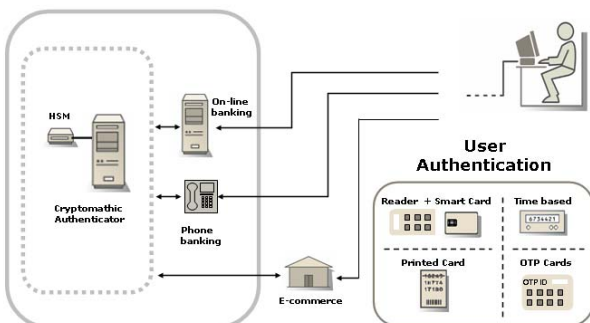 HSM
On-line
banking
Cryptomathic
Authenticator
Phone
banking
E-commerce
User
Authentication
Reader + Smart Card
Time based
6734421
Printed Card
OTP Cards
OTP ID